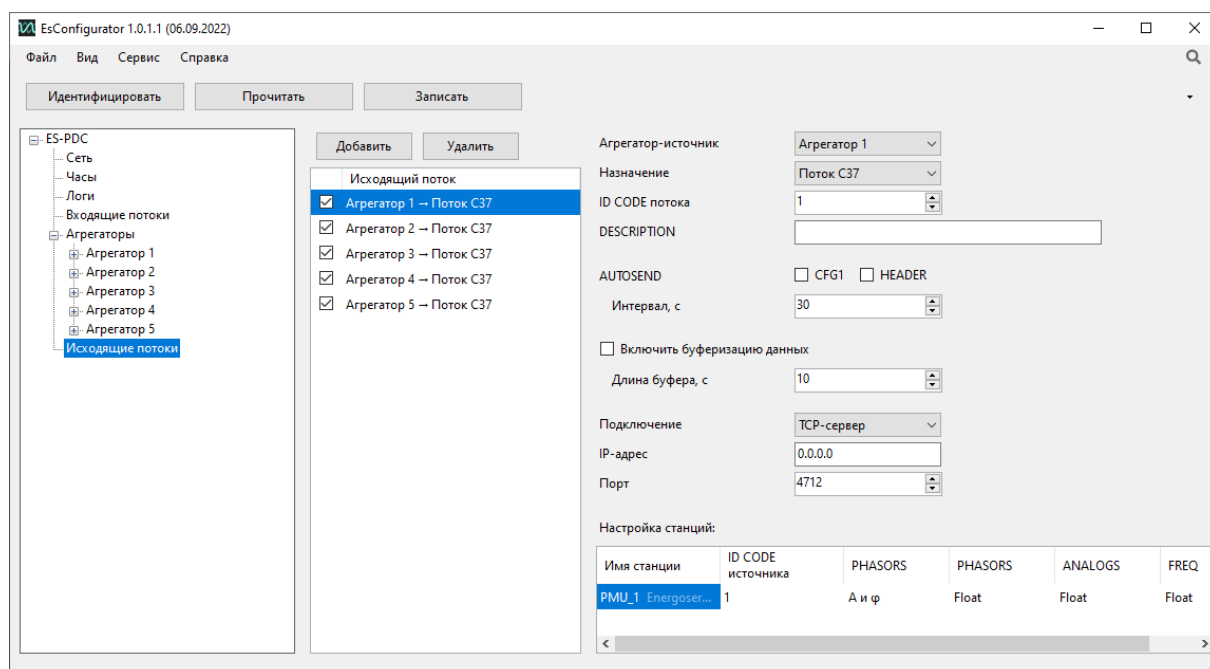 EsConfigurator 1.0.1.1 (06.09.2022)
Файл Вид Сервис Справка
Идентифицировать Прочитать Записать
ES-PDC
Сеть
Часы
Логи
Входящие потоки
Агрегаторы
Агрегатор 1
Агрегатор 2
Агрегатор 3
Агрегатор 4
Агрегатор 5
Исходящие потоки
Добавить Удалить
Исходящий поток
Агрегатор 1 → Поток С37
Агрегатор 2 → Поток С37
Агрегатор 3 → Поток С37
Агрегатор 4 → Поток С37
Агрегатор 5 → Поток С37
Агрегатор-источник Агрегатор 1
Назначение Поток С37
ID CODE потока 1
DESCRIPTION
AUTOSEND CFG1 HEADER
Интервал, с 30
Включить буферизацию данных
Длина буфера, с 10
Подключение TCP-сервер
IP-адрес 0.0.0.0
Порт 4712
Настройка станций:
Имя станции ID CODE источника PHASORS PHASORS ANALOGS FREQ
PMU_1 Energoser... 1 А и φ Float Float Float